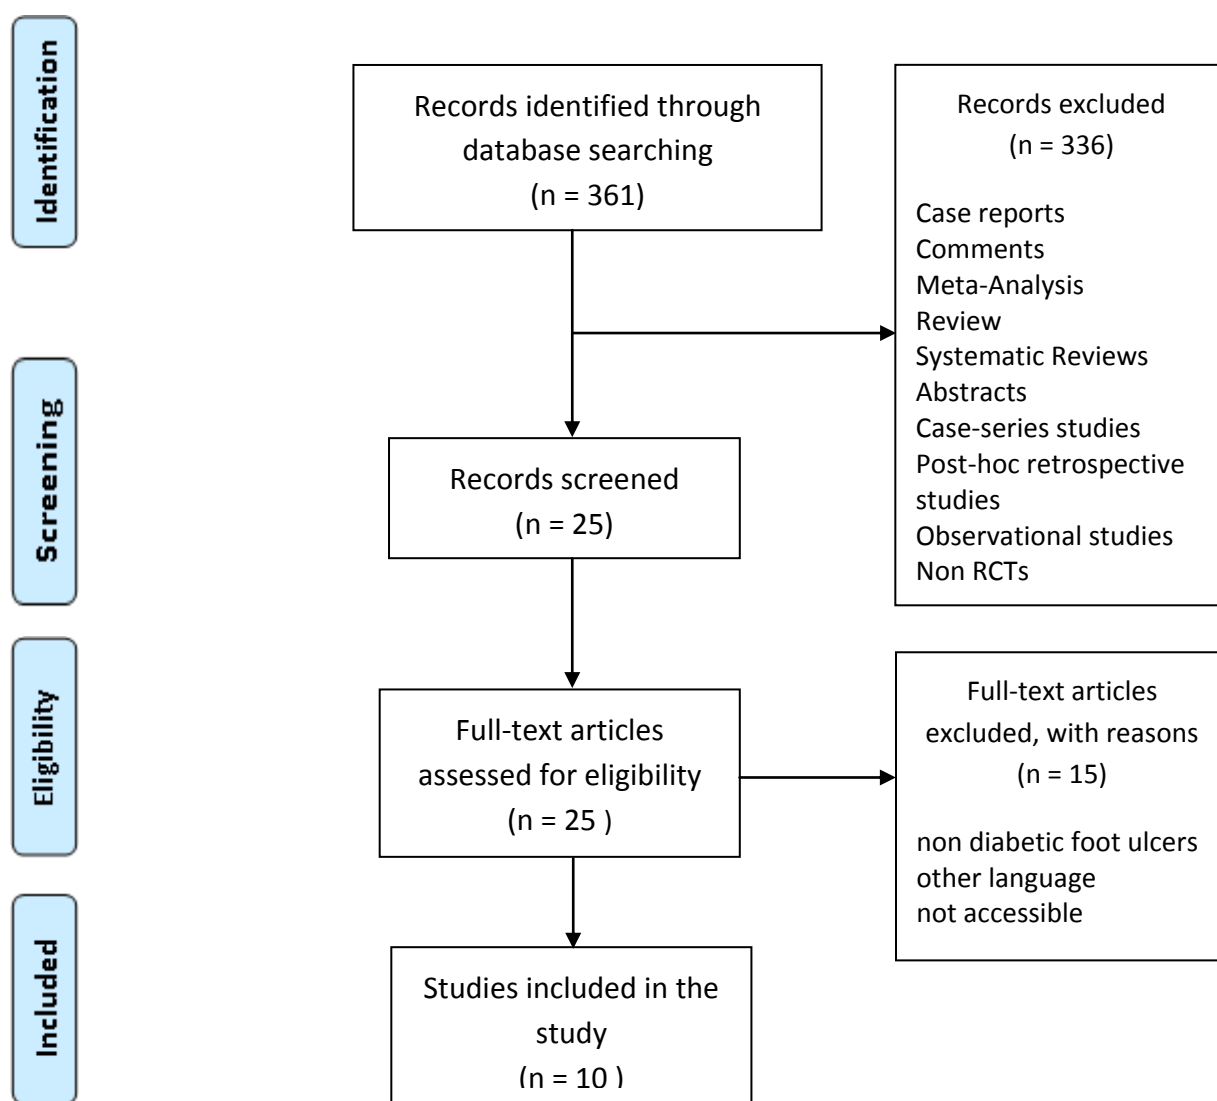 Identification
Records identified through
database searching
(n = 361)
Records excluded
(n = 336)
Case reports
Comments
Meta-Analysis
Review
Systematic Reviews
Abstracts
Case-series studies
Post-hoc retrospective
studies
Observational studies
Non RCTs
Screening
Records screened
(n = 25)
Eligibility
Full-text articles
assessed for eligibility
(n = 25 )
Full-text articles
excluded, with reasons
(n = 15)
non diabetic foot ulcers
other language
not accessible
Included
Studies included in the
study
(n = 10 )